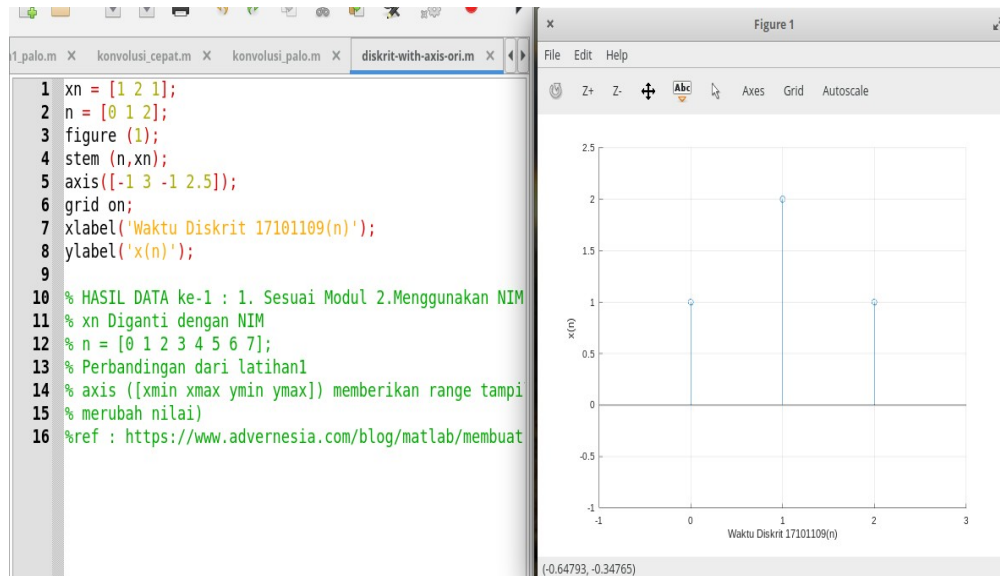 1_palo.m X konvolusi_cepat.m X konvolusi_palo.m X diskrit-with-axis-ori.m X
1 xn = [1 2 1];
2 n = [0 1 2];
3 figure (1);
4 stem (n,xn);
5 axis([-1 3 -1 2.5]);
6 grid on;
7 xlabel('Waktu Diskrit 17101109(n)');
8 ylabel('x(n)');
9
10 % HASIL DATA ke-1 : 1. Sesuai Modul 2.Menggunakan NIM
11 % xn Diganti dengan NIM
12 % n = [0 1 2 3 4 5 6 7];
13 % Perbandingan dari latihan1
14 % axis ([xmin xmax ymin ymax]) memberikan range tampi
15 % merubah nilai)
16 %ref : https://www.advernesia.com/blog/matlab/membuat
Figure 1
File Edit Help
Z+ Z- Abc Axes Grid Autoscale
2.5
2
1.5
1
0.5
0
-0.5
-1
x(n)
-1 0 1 2 3
Waktu Diskrit 17101109(n)
(-0.64793, -0.34765)